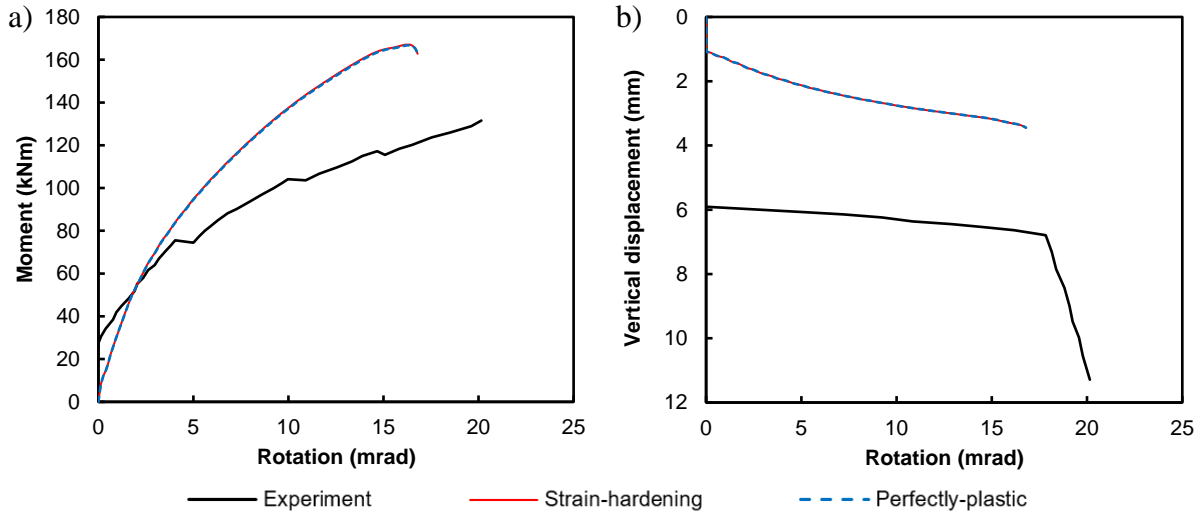 a)
Moment (kNm)
180
160
140
120
100
80
60
40
20
0
0 5 10 15 20 25
Rotation (mrad)
b)
Vertical displacement (mm)
0
2
4
6
8
10
12
0 5 10 15 20 25
Rotation (mrad)
Experiment Strain-hardening Perfectly-plastic